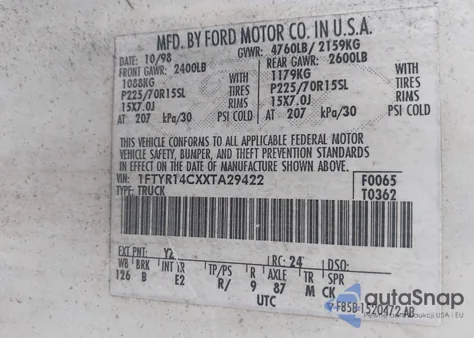 MFD. BY FORD MOTOR CO. IN U.S.A.
DATE: 10/98 GVWR: 4760LB/ 2159KG
FRONT GAWR: 2400LB REAR GAWR: 2600LB
1088KG WITH 1179KG WITH
P225/70R15SL TIRES P225/70R15SL TIRES
15X7.0J RIMS 15X7.0J RIMS
AT 207 kPa/30 PSI COLD AT 207 kPa/30 PSI COLD
THIS VEHICLE CONFORMS TO ALL APPLICABLE FEDERAL MOTOR
VEHICLE SAFETY, BUMPER, AND THEFT PREVENTION STANDARDS
IN EFFECT ON THE DATE OF MANUFACTURE SHOWN ABOVE.
VIN: 1FTYR14CXXTA29422 F0065
TYPE: TRUCK T0362
EXT PNT: YZ RC: 24 DSO:
WB BRK INT TR TP/PS R AXLE TR SPR
126 B E2 R/ 9 87 M CK
UTC
F85B 1520472 AB
autoSnap